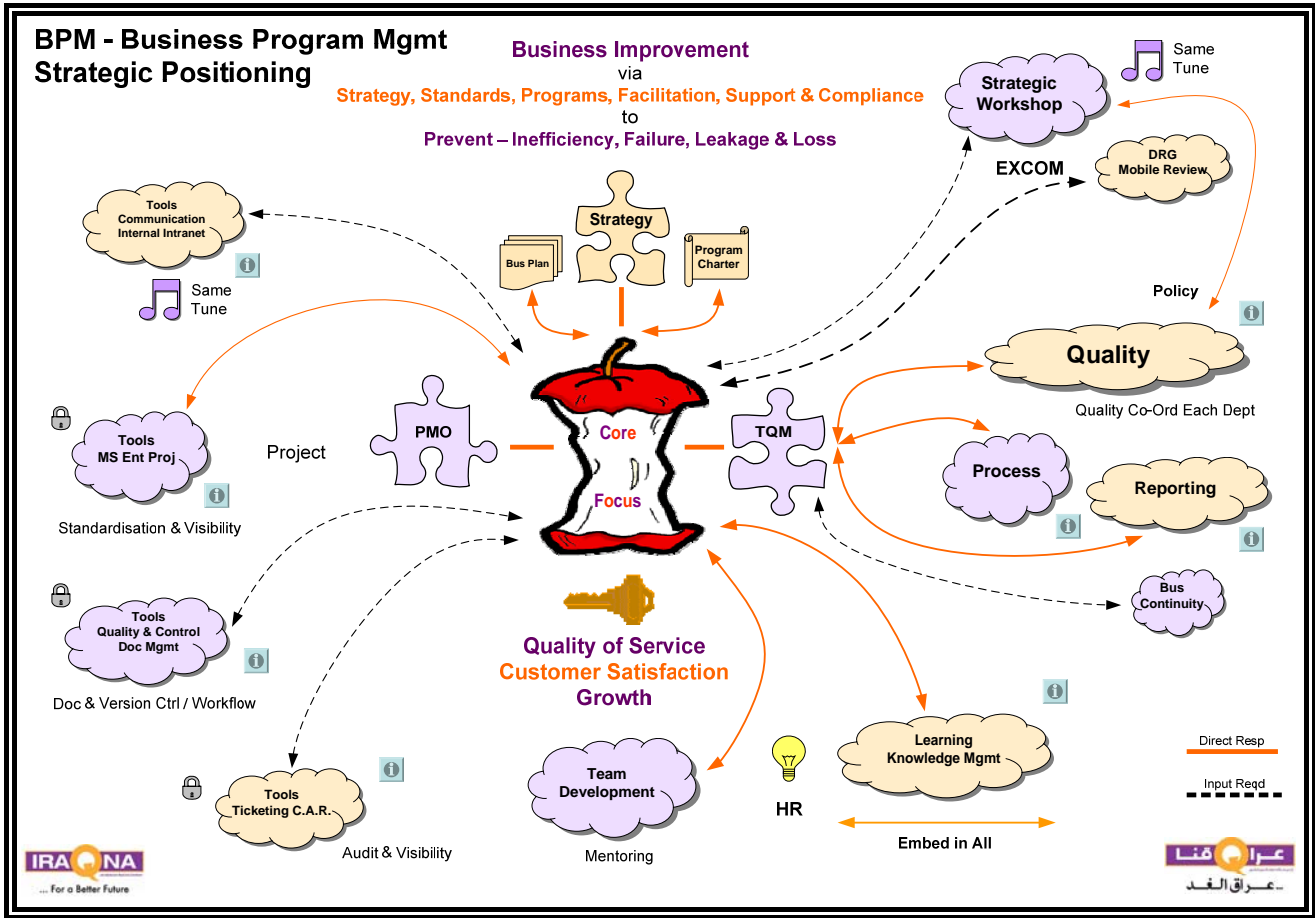 BPM - Business Program Mgmt
Strategic Positioning
Business Improvement
via
Strategy, Standards, Programs, Facilitation, Support & Compliance
to
Prevent – Inefficiency, Failure, Leakage & Loss
Strategic
Workshop
Same
Tune
EXCOM
DRG
Mobile Review
Tools
Communication
Internal Intranet
Same
Tune
Strategy
Bus Plan
Program
Charter
Policy
Quality
Quality Co-Ord Each Dept
Tools
MS Ent Proj
Standardisation & Visibility
Project
PMO
Core
Focus
TQM
Process
Reporting
Bus
Continuity
Tools
Quality & Control
Doc Mgmt
Doc & Version Ctrl / Workflow
Quality of Service
Customer Satisfaction
Growth
Tools
Ticketing C.A.R.
Audit & Visibility
Team
Development
Mentoring
HR
Learning
Knowledge Mgmt
Embed in All
Direct Resp
Input Reqd
IRAQNA
... For a Better Future
عراقنا
..عـراق الـغـد